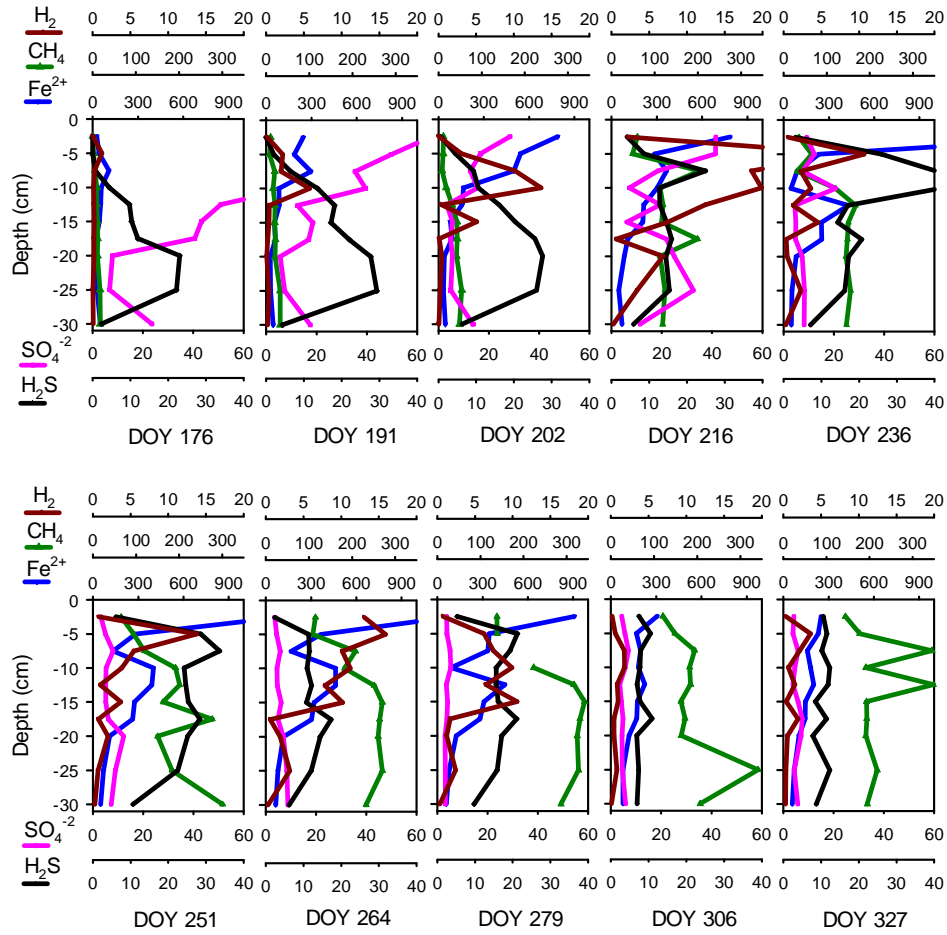 H2 0 5 10 15 20 0 5 10 15 20 0 5 10 15 20 0 5 10 15 20 0 5 10 15 20
CH4 0 100 200 300 0 100 200 300 0 100 200 300 0 100 200 300 0 100 200 300
Fe2+ 0 300 600 900 0 300 600 900 0 300 600 900 0 300 600 900 0 300 600 900
0
-5
-10
Depth (cm)
-15
-20
-25
-30
SO4-2 0 20 40 60 0 20 40 60 0 20 40 60 0 20 40 60 0 20 40 60
H2S 0 10 20 30 40 0 10 20 30 40 0 10 20 30 40 0 10 20 30 40 0 10 20 30 40
DOY 176 DOY 191 DOY 202 DOY 216 DOY 236
H2 0 5 10 15 20 0 5 10 15 20 0 5 10 15 20 0 5 10 15 20 0 5 10 15 20
CH4 0 100 200 300 0 100 200 300 0 100 200 300 0 100 200 300 0 100 200 300
Fe2+ 0 300 600 900 0 300 600 900 0 300 600 900 0 300 600 900 0 300 600 900
0
-5
-10
Depth (cm)
-15
-20
-25
-30
SO4-2 0 20 40 60 0 20 40 60 0 20 40 60 0 20 40 60 0 20 40 60
H2S 0 10 20 30 40 0 10 20 30 40 0 10 20 30 40 0 10 20 30 40 0 10 20 30 40
DOY 251 DOY 264 DOY 279 DOY 306 DOY 327